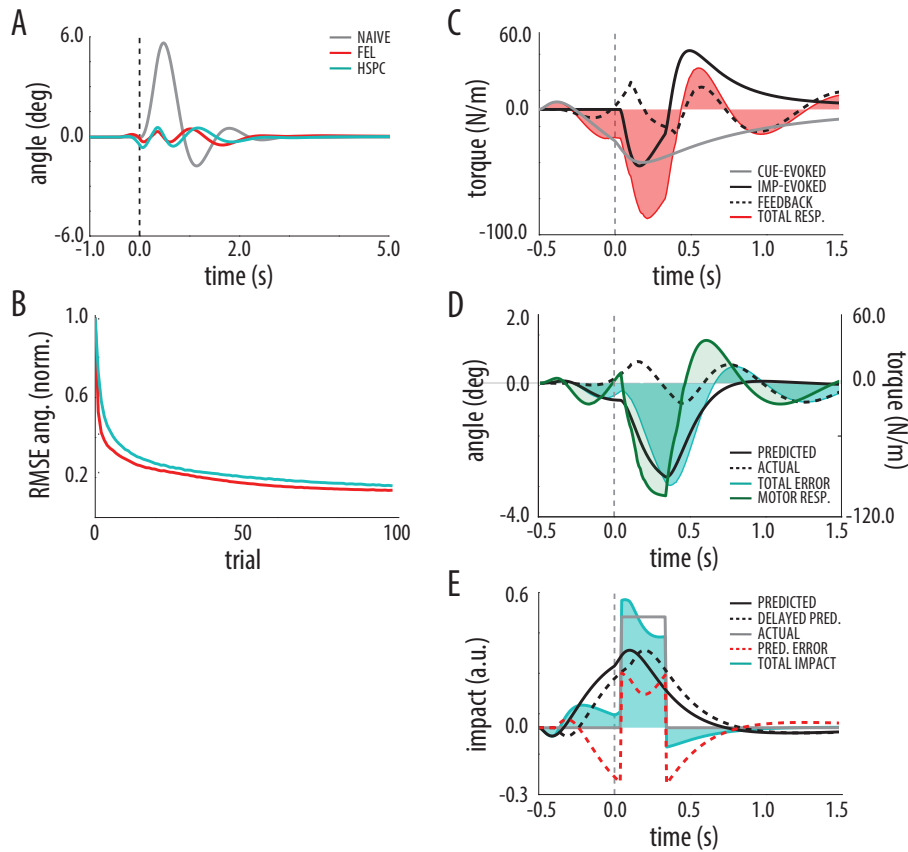 A
6.0
0.0
-6.0
angle (deg)
-1.0 0.0 2.0 5.0
time (s)
NAIVE
FEL
HSPC
B
1.0
0.6
0.2
RMSE ang. (norm.)
0 50 100
trial
C
60.0
0.0
-100.0
torque (N/m)
-0.5 0.0 0.5 1.0 1.5
time (s)
CUE-EVOKED
IMP-EVOKED
FEEDBACK
TOTAL RESP.
D
2.0
0.0
-4.0
angle (deg)
60.0
0.0
-120.0
torque (N/m)
-0.5 0.0 0.5 1.0 1.5
time (s)
PREDICTED
ACTUAL
TOTAL ERROR
MOTOR RESP.
E
0.6
0.0
-0.3
impact (a.u.)
-0.5 0.0 0.5 1.0 1.5
time (s)
PREDICTED
DELAYED PRED.
ACTUAL
PRED. ERROR
TOTAL IMPACT